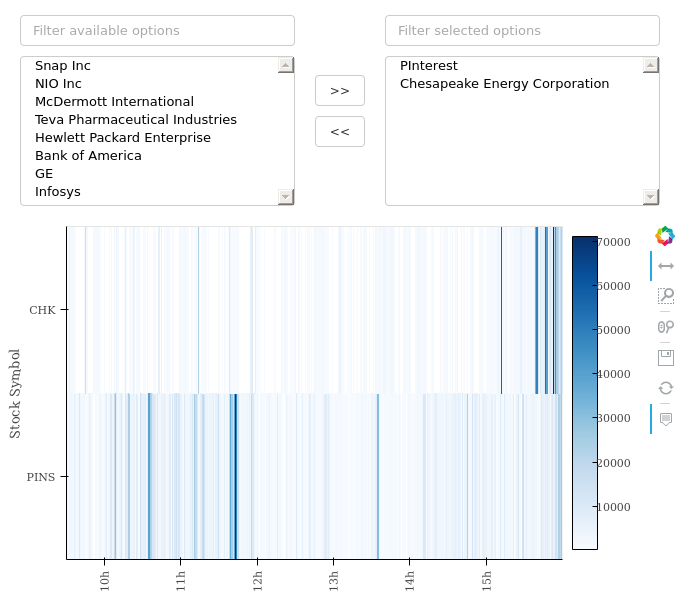 Filter available options
Filter selected
Snap Inc
NIO Inc
McDermott International
Teva Pharmaceutical Industries
Hewlett Packard Enterprise
Bank of America
GE
Infosys
>>
<<
PInterest
Chesapeake Energy Corporation
Stock Symbol
CHK
PINS
10h
11h
12h
13h
14h
15h
70000
60000
50000
40000
30000
20000
10000